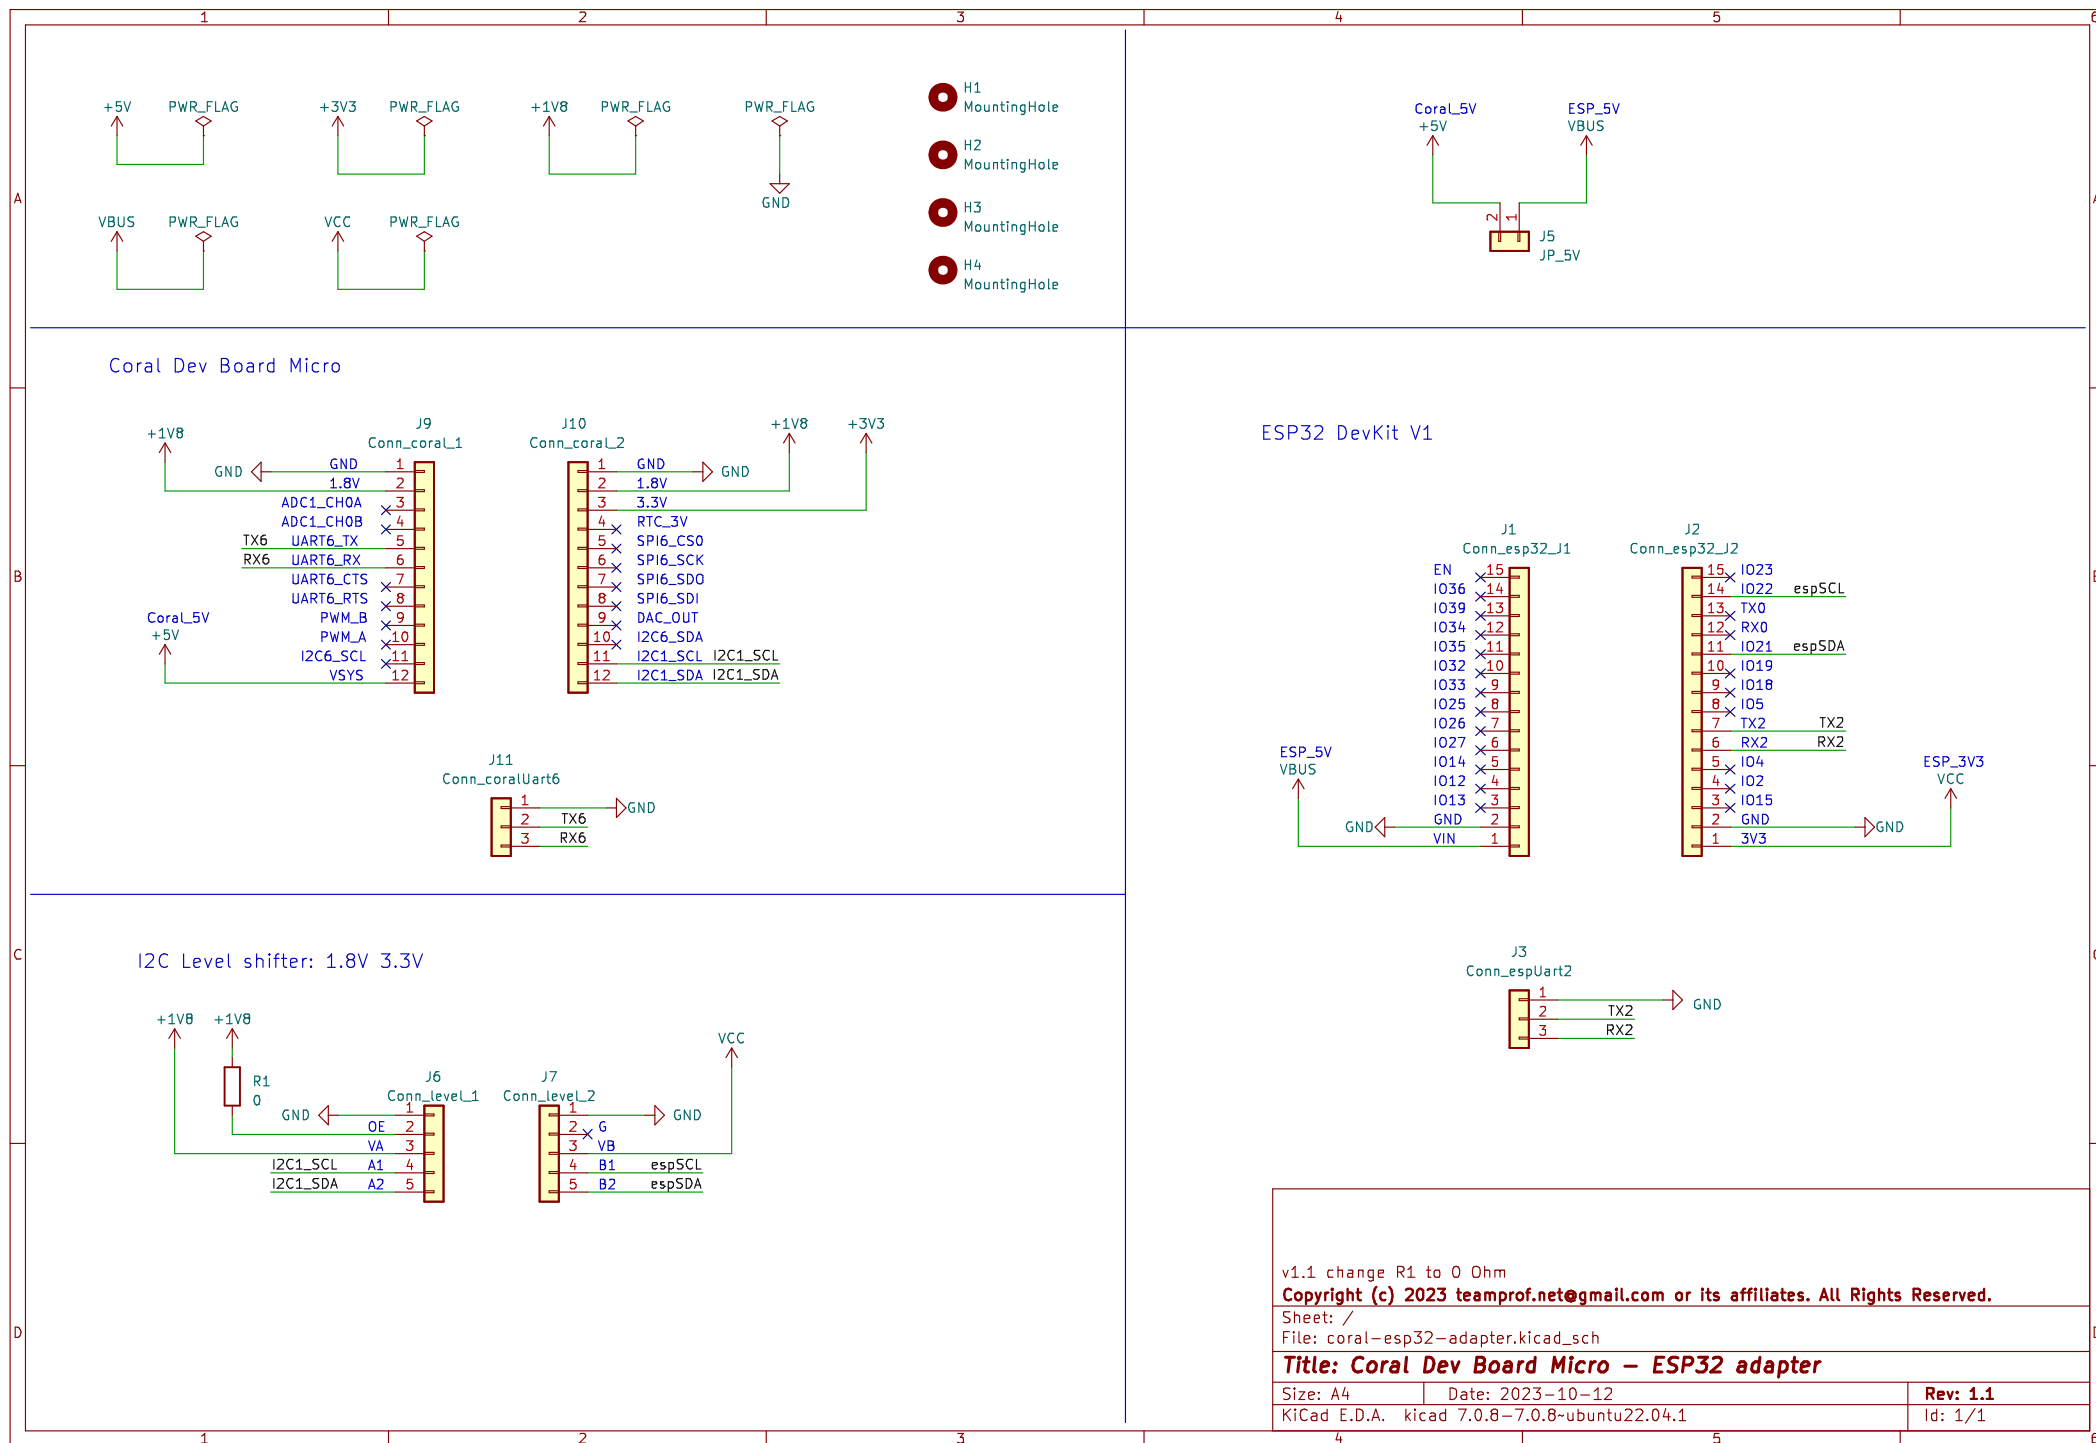 1 2 3 4 5 6
A
B
C
D
+5V PWR_FLAG
+3V3 PWR_FLAG
+1V8 PWR_FLAG
PWR_FLAG
GND
VBUS PWR_FLAG
VCC PWR_FLAG
H1
MountingHole
H2
MountingHole
H3
MountingHole
H4
MountingHole
Coral_5V
+5V
ESP_5V
VBUS
2 1
J5
JP_5V
Coral Dev Board Micro
J9
Conn_coral_1
+1V8
GND
GND 1
1.8V 2
ADC1_CH0A 3
ADC1_CH0B 4
TX6 UART6_TX 5
RX6 UART6_RX 6
UART6_CTS 7
UART6_RTS 8
PWM_B 9
PWM_A 10
I2C6_SCL 11
VSYS 12
Coral_5V
+5V
J10
Conn_coral_2
+1V8
+3V3
1 GND GND
2 1.8V
3 3.3V
4 RTC_3V
5 SPI6_CS0
6 SPI6_SCK
7 SPI6_SDO
8 SPI6_SDI
9 DAC_OUT
10 I2C6_SDA
11 I2C1_SCL I2C1_SCL
12 I2C1_SDA I2C1_SDA
J11
Conn_coralUart6
1 GND
2 TX6
3 RX6
ESP32 DevKit V1
J1
Conn_esp32_J1
EN 15
IO36 14
IO39 13
IO34 12
IO35 11
IO32 10
IO33 9
IO25 8
IO26 7
IO27 6
IO14 5
IO12 4
IO13 3
GND GND 2
VIN 1
ESP_5V
VBUS
J2
Conn_esp32_J2
15 IO23
14 IO22 espSCL
13 TX0
12 RX0
11 IO21 espSDA
10 IO19
9 IO18
8 IO5
7 TX2 TX2
6 RX2 RX2
5 IO4
4 IO2
3 IO15
2 GND GND
1 3V3
ESP_3V3
VCC
J3
Conn_espUart2
1 GND
2 TX2
3 RX2
I2C Level shifter: 1.8V 3.3V
+1V8 +1V8
R1
0
J6
Conn_level_1
GND 1
OE 2
VA 3
I2C1_SCL A1 4
I2C1_SDA A2 5
J7
Conn_level_2
VCC
1 GND
2 G
3 VB
4 B1 espSCL
5 B2 espSDA
v1.1 change R1 to 0 Ohm
Copyright (c) 2023 teamprof.net@gmail.com or its affiliates. All Rights Reserved.
Sheet: /
File: coral-esp32-adapter.kicad_sch
Title: Coral Dev Board Micro - ESP32 adapter
Size: A4 Date: 2023-10-12 Rev: 1.1
KiCad E.D.A. kicad 7.0.8-7.0.8~ubuntu22.04.1 Id: 1/1
1 2 3 4 5 6